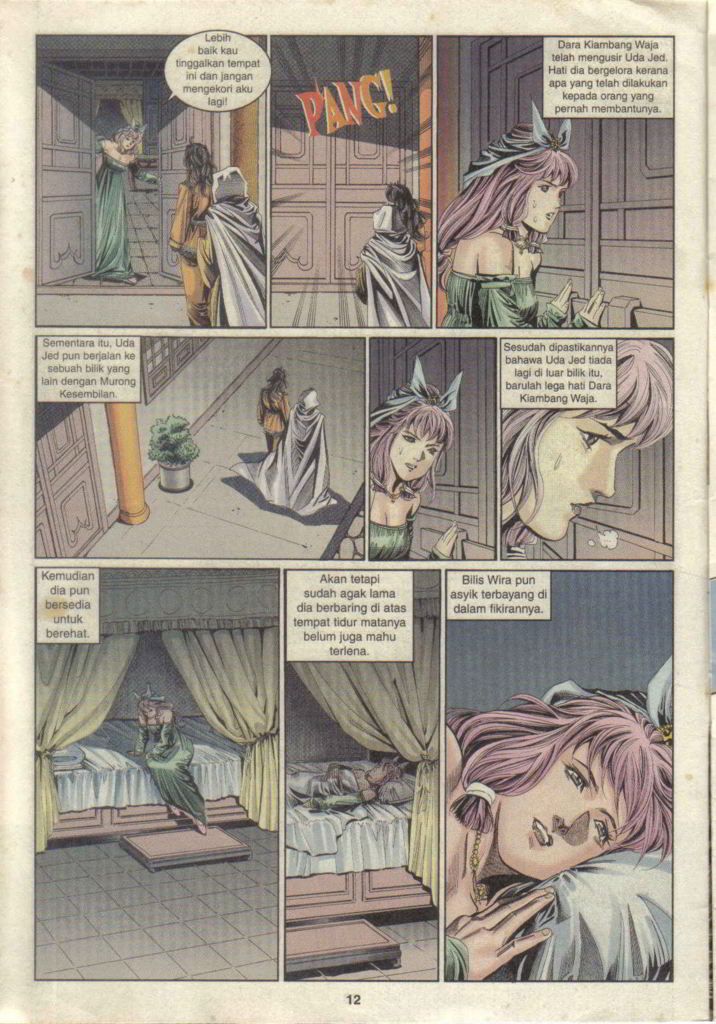 Lebih
baik kau
tinggalkan tempat
ini dan jangan
mengekori aku
lagi!
PANG!
Dara Kiambang Waja
telah mengusir Uda Jed.
Hati dia bergelora kerana
apa yang telah dilakukan
kepada orang yang
pernah membantunya.
Sementara itu, Uda
Jed pun berjalan ke
sebuah bilik yang
lain dengan Murong
Kesembilan.
Sesudah dipastikannya
bahawa Uda Jed tiada
lagi di luar bilik itu,
barulah lega hati Dara
Kiambang Waja.
Kemudian
dia pun
bersedia
untuk
berehat.
Akan tetapi
sudah agak lama
dia berbaring di atas
tempat tidur matanya
belum juga mahu
terlena.
Bilis Wira pun
asyik terbayang di
dalam fikirannya.
12